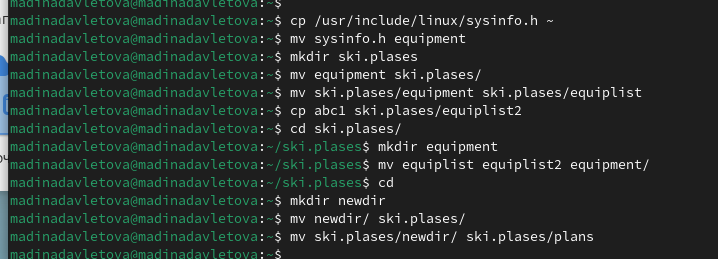 madinadavletova@madinadavletova:~$
madinadavletova@madinadavletova:~$ cp /usr/include/linux/sysinfo.h ~
madinadavletova@madinadavletova:~$ mv sysinfo.h equipment
madinadavletova@madinadavletova:~$ mkdir ski.plases
madinadavletova@madinadavletova:~$ mv equipment ski.plases/
madinadavletova@madinadavletova:~$ mv ski.plases/equipment ski.plases/equiplist
madinadavletova@madinadavletova:~$ cp abc1 ski.plases/equiplist2
madinadavletova@madinadavletova:~$ cd ski.plases/
madinadavletova@madinadavletova:~/ski.plases$ mkdir equipment
madinadavletova@madinadavletova:~/ski.plases$ mv equiplist equiplist2 equipment/
madinadavletova@madinadavletova:~/ski.plases$ cd
madinadavletova@madinadavletova:~$ mkdir newdir
madinadavletova@madinadavletova:~$ mv newdir/ ski.plases/
madinadavletova@madinadavletova:~$ mv ski.plases/newdir/ ski.plases/plans
madinadavletova@madinadavletova:~$